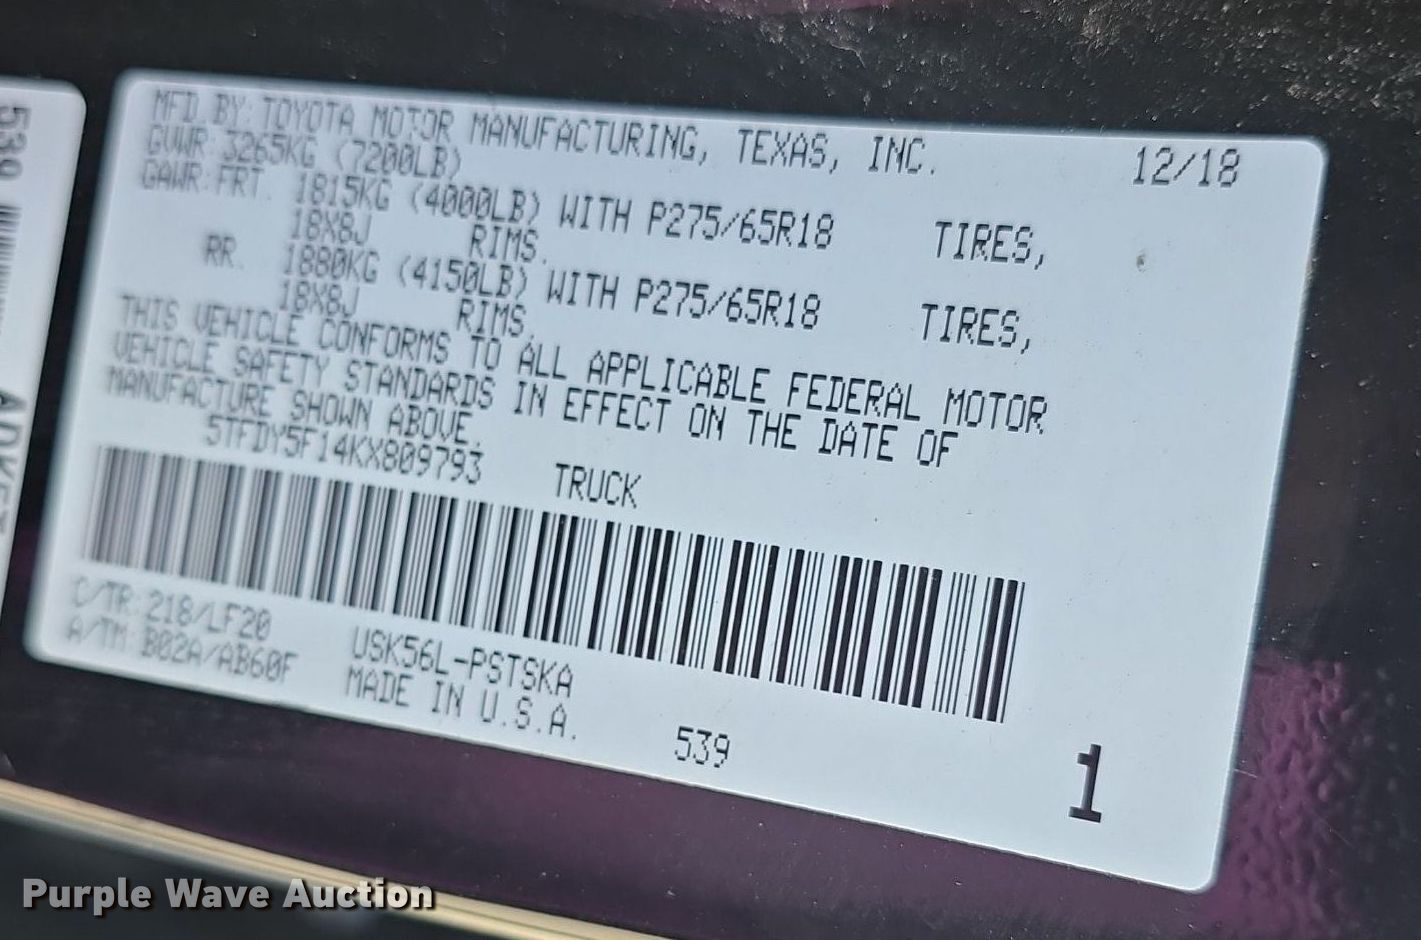 MFD. BY: TOYOTA MOTOR MANUFACTURING, TEXAS, INC. 12/18
GVWR: 3265KG (7200LB)
GAWR: FRT. 1815KG (4000LB) WITH P275/65R18 TIRES,
18X8J RIMS.
RR. 1880KG (4150LB) WITH P275/65R18 TIRES,
18X8J RIMS.
THIS VEHICLE CONFORMS TO ALL APPLICABLE FEDERAL MOTOR
VEHICLE SAFETY STANDARDS IN EFFECT ON THE DATE OF
MANUFACTURE SHOWN ABOVE.
5TFDY5F14KX809793 TRUCK
C/TR: 218/LF20
A/TM: B02A/AB60F
USK56L-PSTSKA
MADE IN U.S.A.
539
1
539
Purple Wave Auction